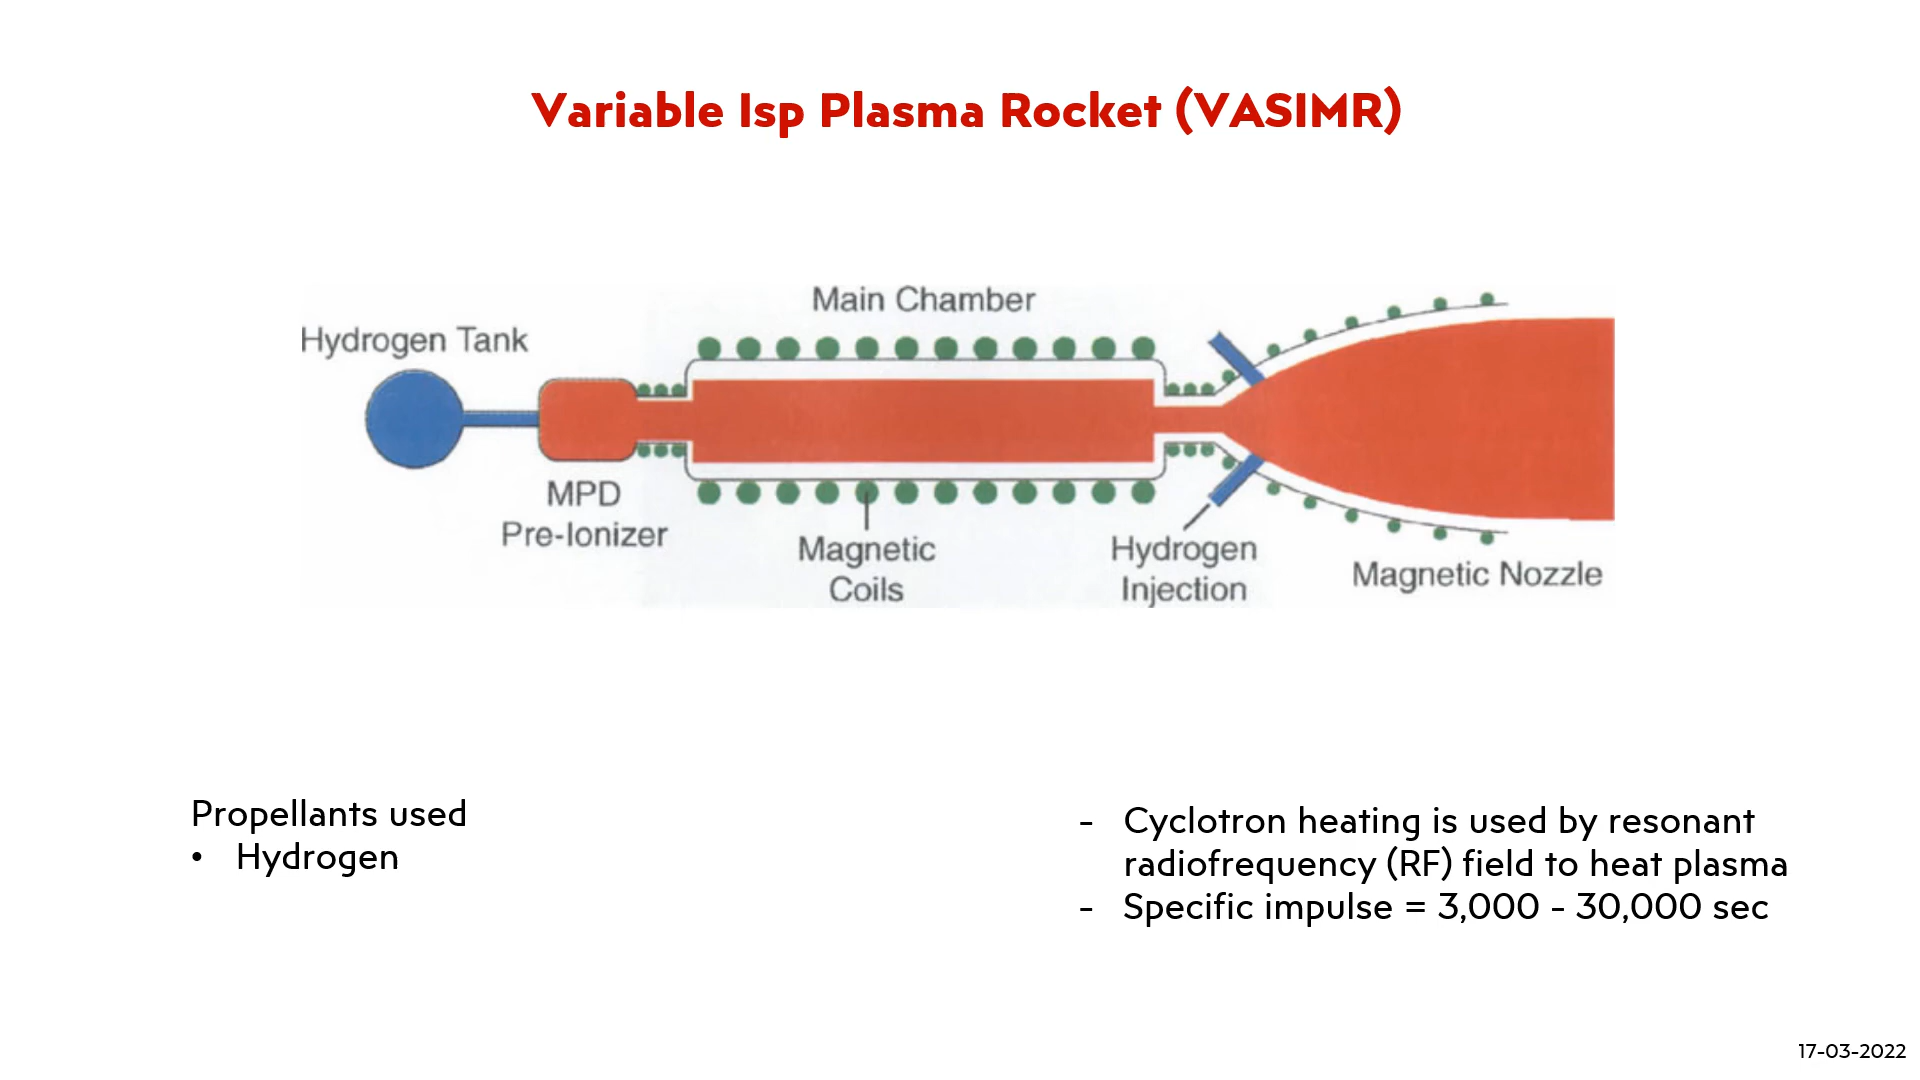 Variable Isp Plasma Rocket (VASIMR)
Main Chamber
Hydrogen Tank
MPD
Pre-Ionizer
Magnetic
Coils
Hydrogen
Injection
Magnetic Nozzle
Propellants used
• Hydrogen
- Cyclotron heating is used by resonant
radiofrequency (RF) field to heat plasma
- Specific impulse = 3,000 - 30,000 sec
17-03-2022